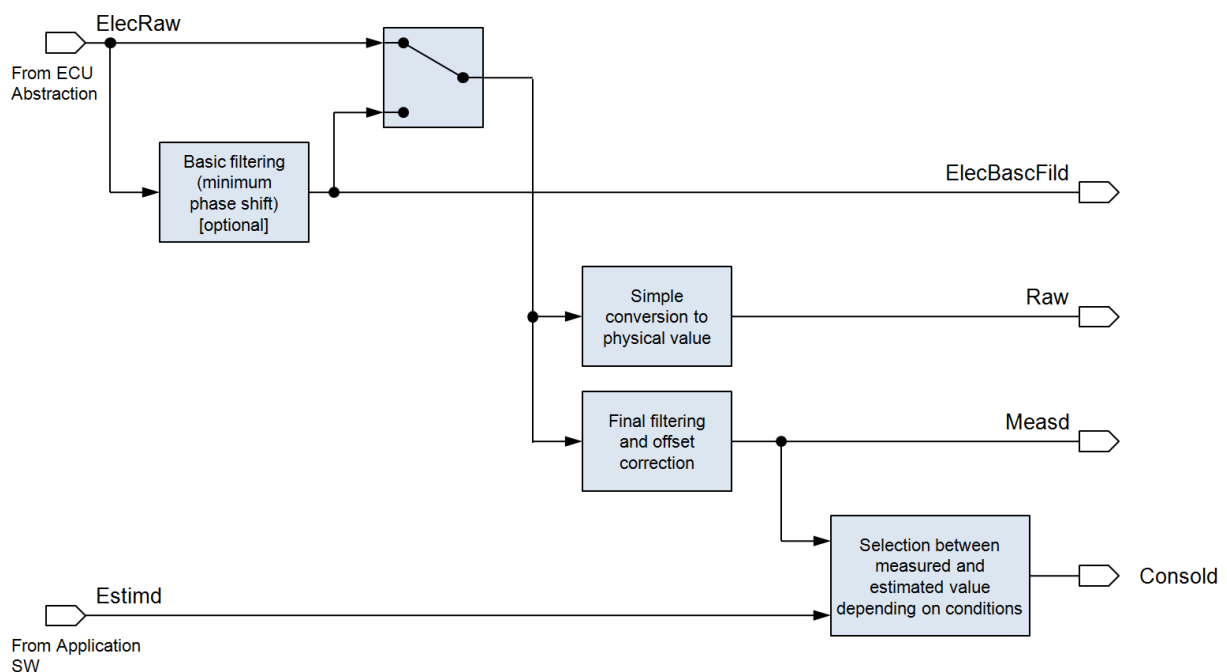 ElecRaw
From ECU
Abstraction
Basic filtering
(minimum
phase shift)
[optional]
ElecBascFild
Simple
conversion to
physical value
Raw
Final filtering
and offset
correction
Measd
Selection between
measured and
estimated value
depending on conditions
Consold
Estimd
From Application
SW